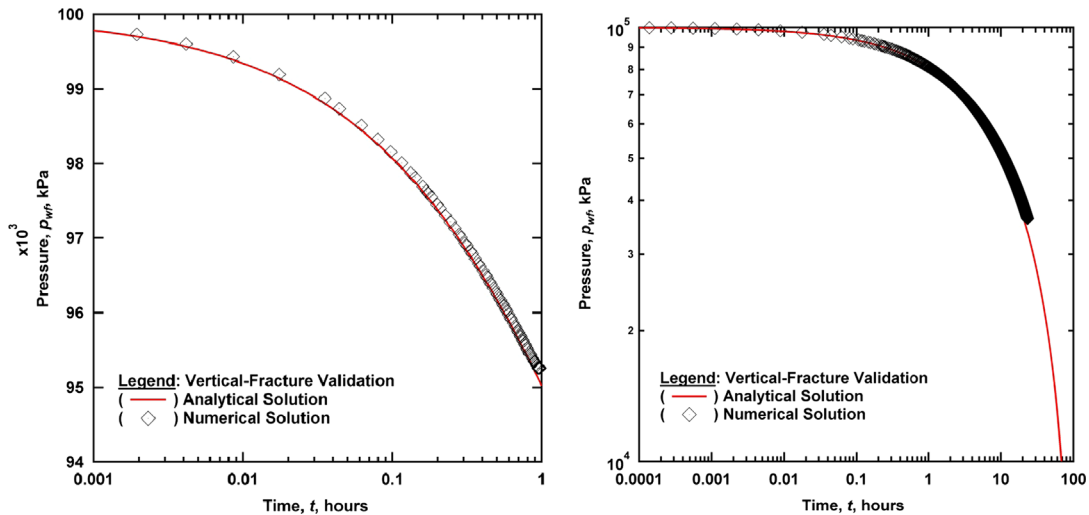 100
99
98
97
96
95
94
x10³
Pressure, p_wf, kPa
Legend: Vertical-Fracture Validation
( — ) Analytical Solution
( ◇ ) Numerical Solution
0.001
0.01
0.1
1
Time, t, hours
10⁵
9
8
7
6
5
4
3
2
10⁴
Pressure, p_wf, kPa
Legend: Vertical-Fracture Validation
( — ) Analytical Solution
( ◇ ) Numerical Solution
0.0001
0.001
0.01
0.1
1
10
100
Time, t, hours